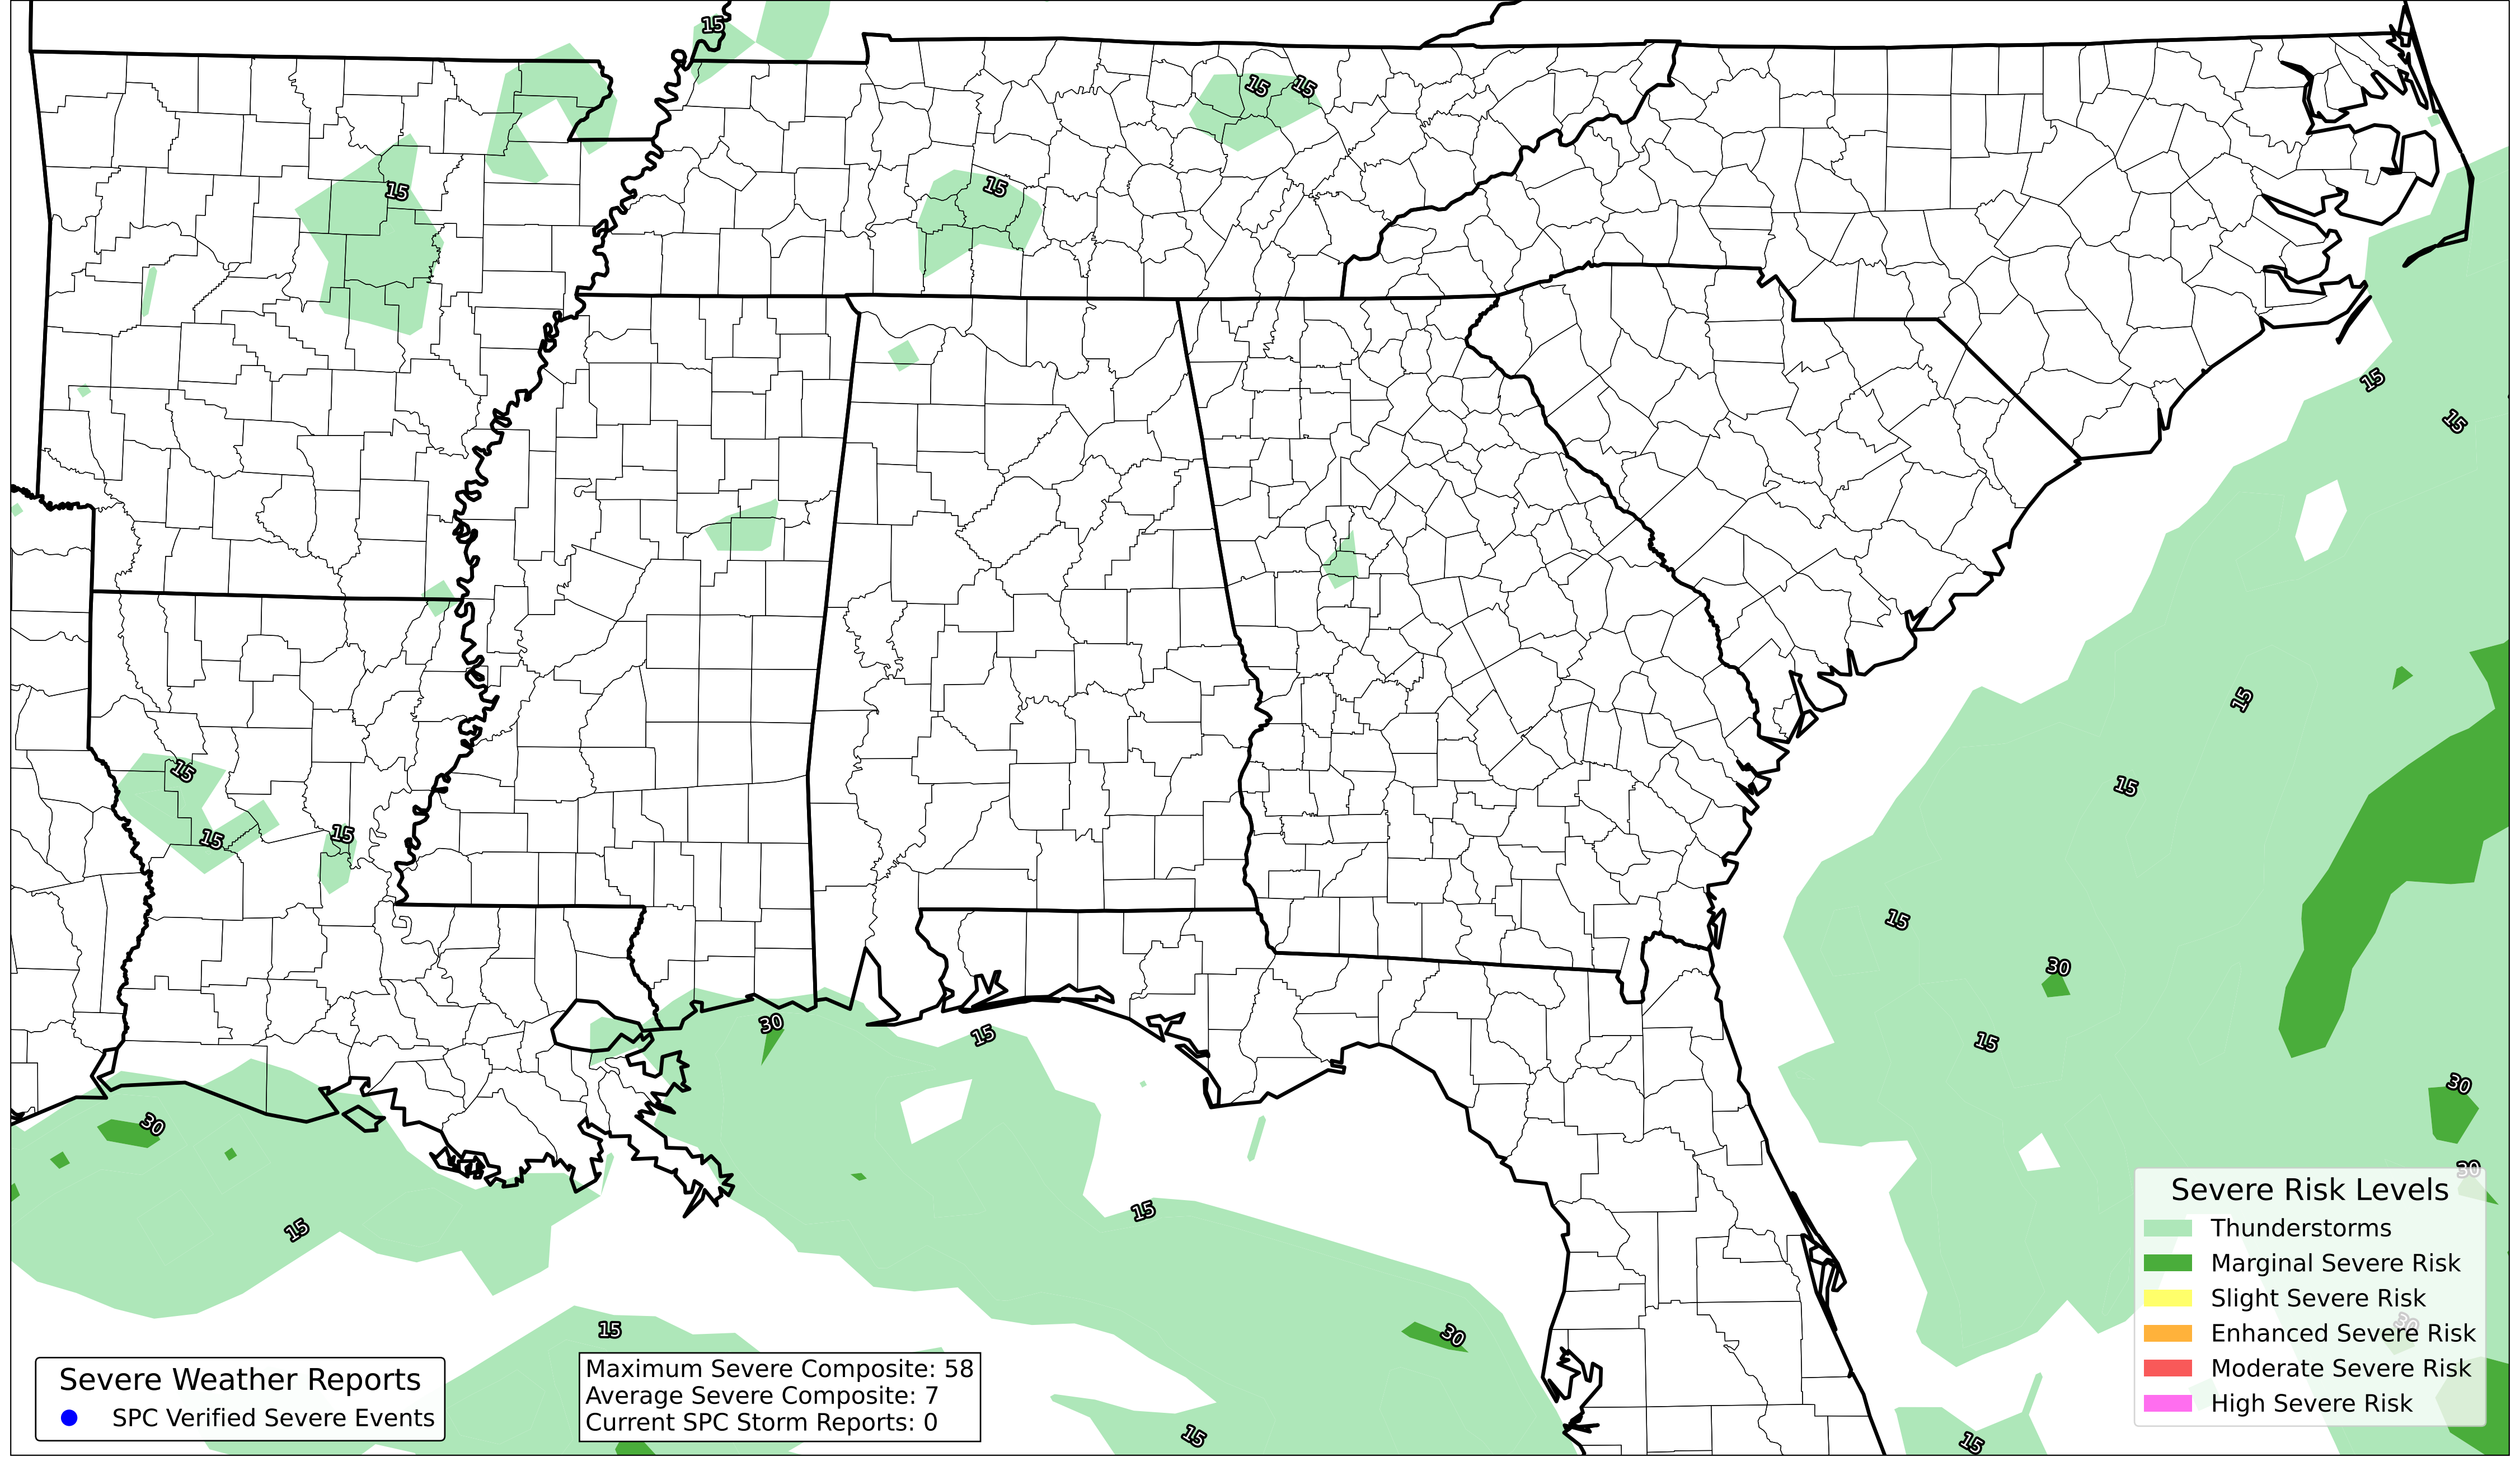 15
15
15
15
15
15
15
15
15
15
15
15
15
30
15
30
15
30
30
15
15
15
30
30
30
15
15
15
Severe Risk Levels
Thunderstorms
Marginal Severe Risk
Slight Severe Risk
Enhanced Severe Risk
Moderate Severe Risk
High Severe Risk
Severe Weather Reports
SPC Verified Severe Events
Maximum Severe Composite: 58
Average Severe Composite: 7
Current SPC Storm Reports: 0